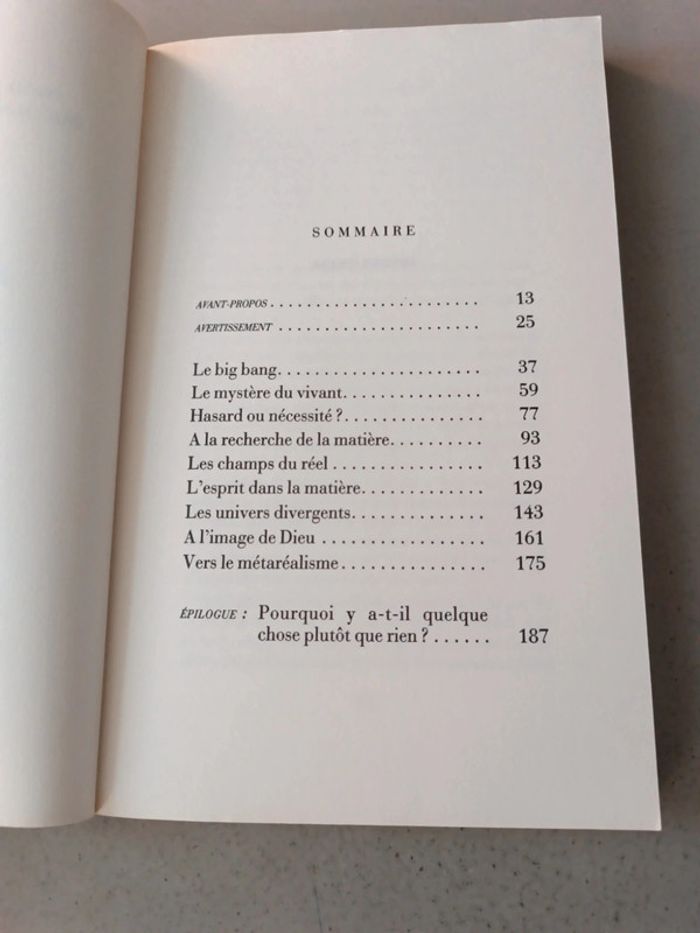 SOMMAIRE
AVANT-PROPOS . . . . . . . . . . . . . . . . . . . . . . . 13
AVERTISSEMENT . . . . . . . . . . . . . . . . . . . . . . 25
Le big bang. . . . . . . . . . . . . . . . . . . . . . 37
Le mystère du vivant. . . . . . . . . . . . . . . 59
Hasard ou nécessité ?. . . . . . . . . . . . . . . 77
A la recherche de la matière. . . . . . . . . . 93
Les champs du réel . . . . . . . . . . . . . . . . 113
L'esprit dans la matière. . . . . . . . . . . . . 129
Les univers divergents. . . . . . . . . . . . . . 143
A l'image de Dieu . . . . . . . . . . . . . . . . . 161
Vers le métaréalisme . . . . . . . . . . . . . . . 175
ÉPILOGUE : Pourquoi y a-t-il quelque
chose plutôt que rien ? . . . . . . 187